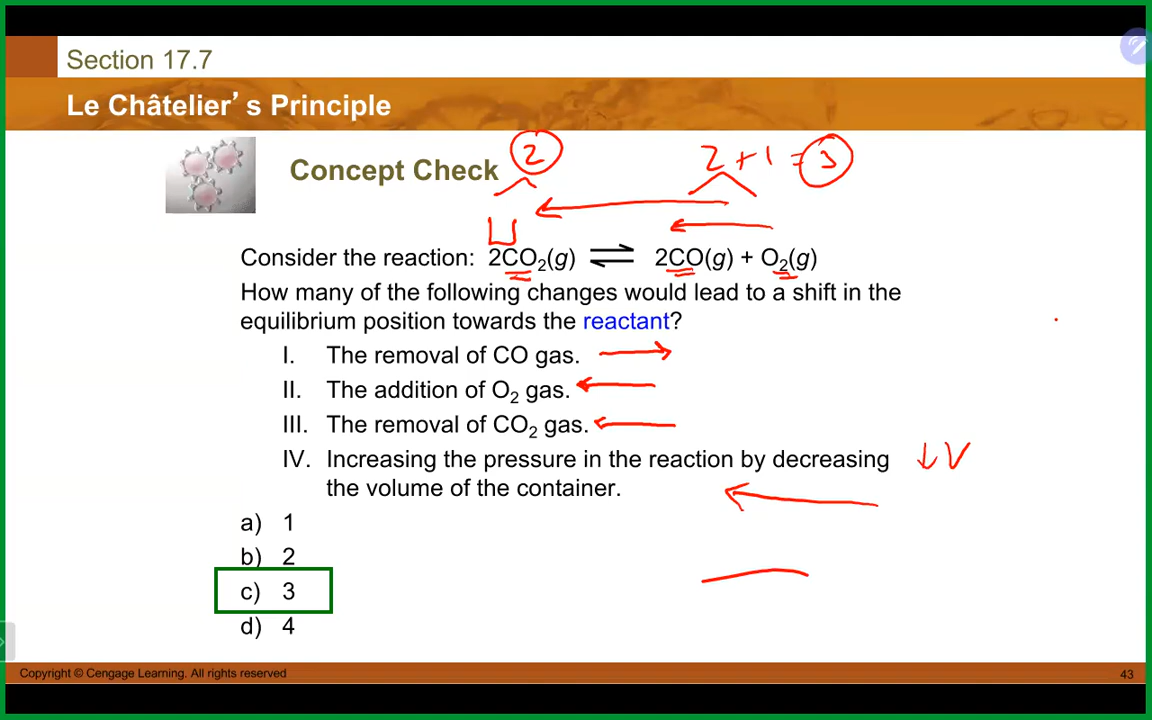 Section 17.7
Le Châtelier's Principle
Concept Check
2
2 + 1 = 3
Consider the reaction: 2CO₂(g) ⇌ 2CO(g) + O₂(g)
How many of the following changes would lead to a shift in the
equilibrium position towards the reactant?
I. The removal of CO gas. →
II. The addition of O₂ gas. ←
III. The removal of CO₂ gas. ←
IV. Increasing the pressure in the reaction by decreasing ↓V
the volume of the container. ←
a) 1
b) 2
c) 3
d) 4
Copyright © Cengage Learning. All rights reserved
43